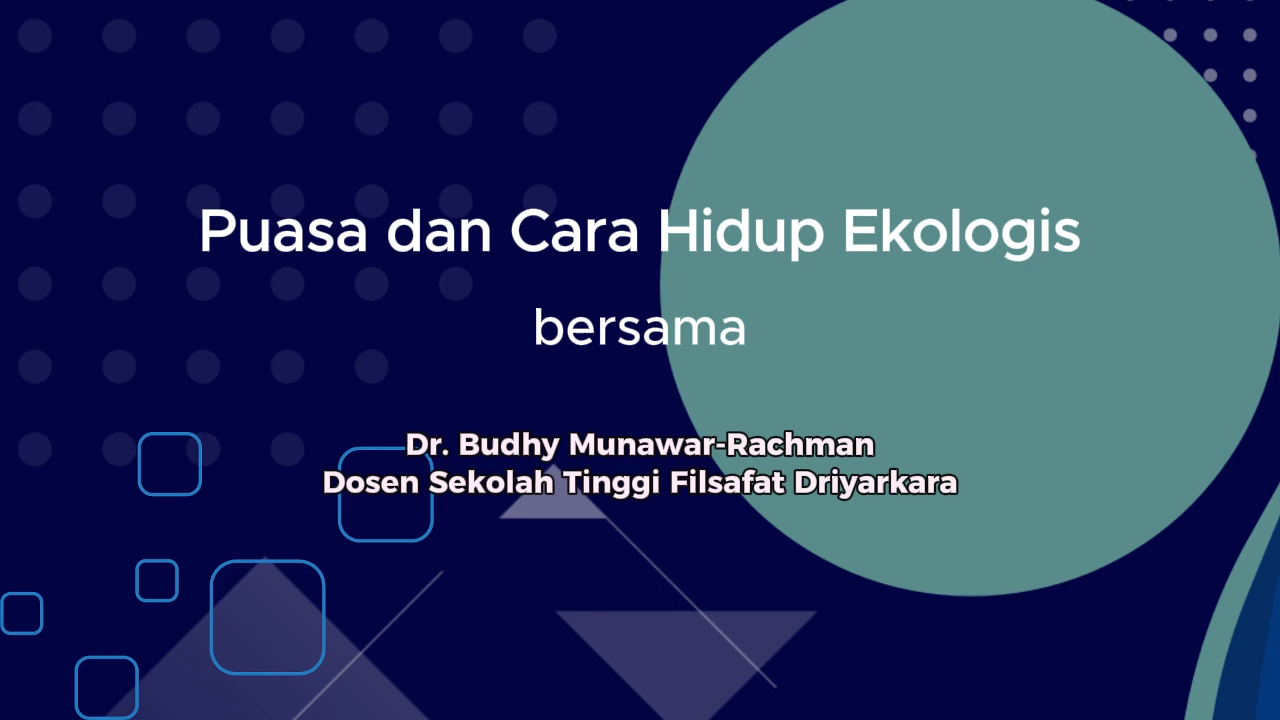 Puasa dan Cara Hidup Ekologis
bersama
Dr. Budhy Munawar-Rachman
Dosen Sekolah Tinggi Filsafat Driyarkara